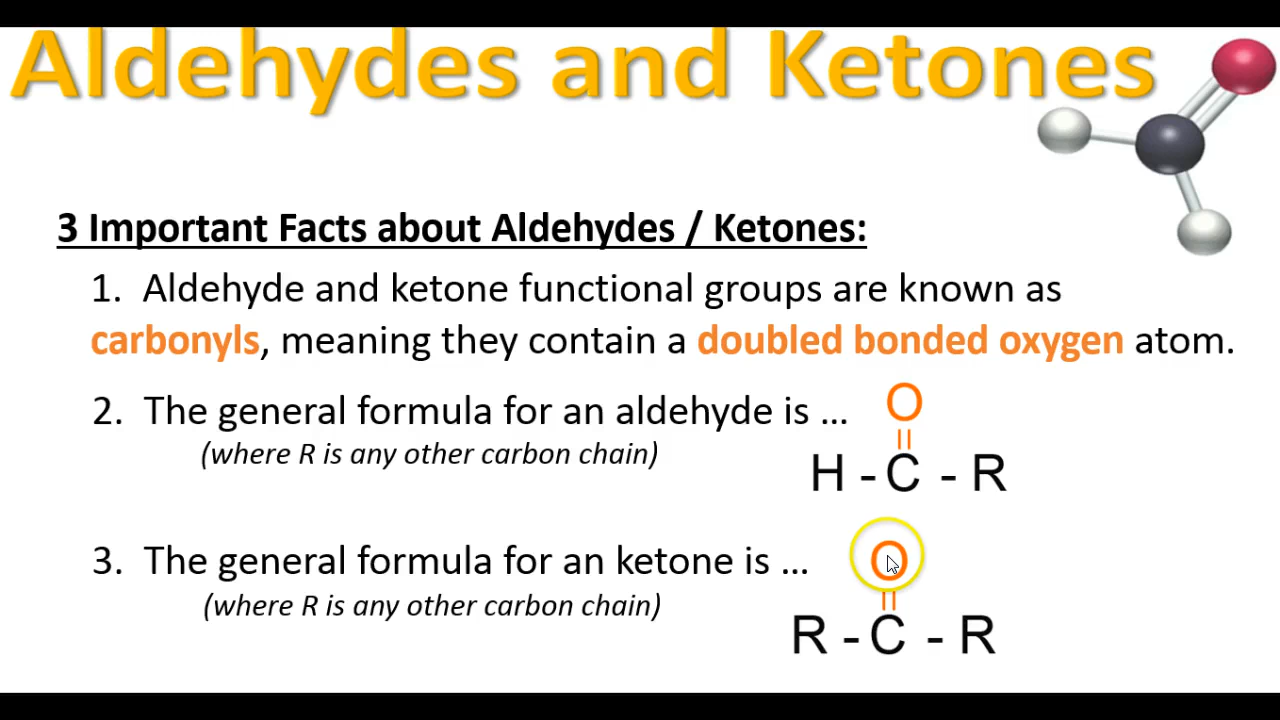 Aldehydes and Ketones
3 Important Facts about Aldehydes / Ketones:
1. Aldehyde and ketone functional groups are known as
carbonyls, meaning they contain a doubled bonded oxygen atom.
2. The general formula for an aldehyde is ...
(where R is any other carbon chain)
O
||
H - C - R
3. The general formula for an ketone is ...
(where R is any other carbon chain)
O
||
R - C - R